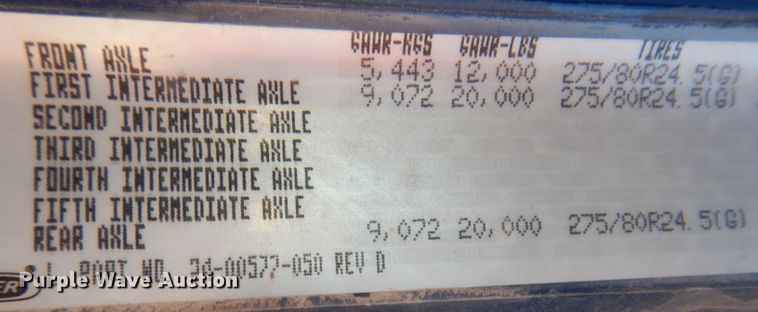 GAWR-KGS GAWR-LBS TIRES
FRONT AXLE 5,443 12,000 275/80R24.5(G)
FIRST INTERMEDIATE AXLE 9,072 20,000 275/80R24.5(G)
SECOND INTERMEDIATE AXLE
THIRD INTERMEDIATE AXLE
FOURTH INTERMEDIATE AXLE
FIFTH INTERMEDIATE AXLE
REAR AXLE 9,072 20,000 275/80R24.5(G)
PART NO. 34-00577-050 REV D
Purple Wave Auction